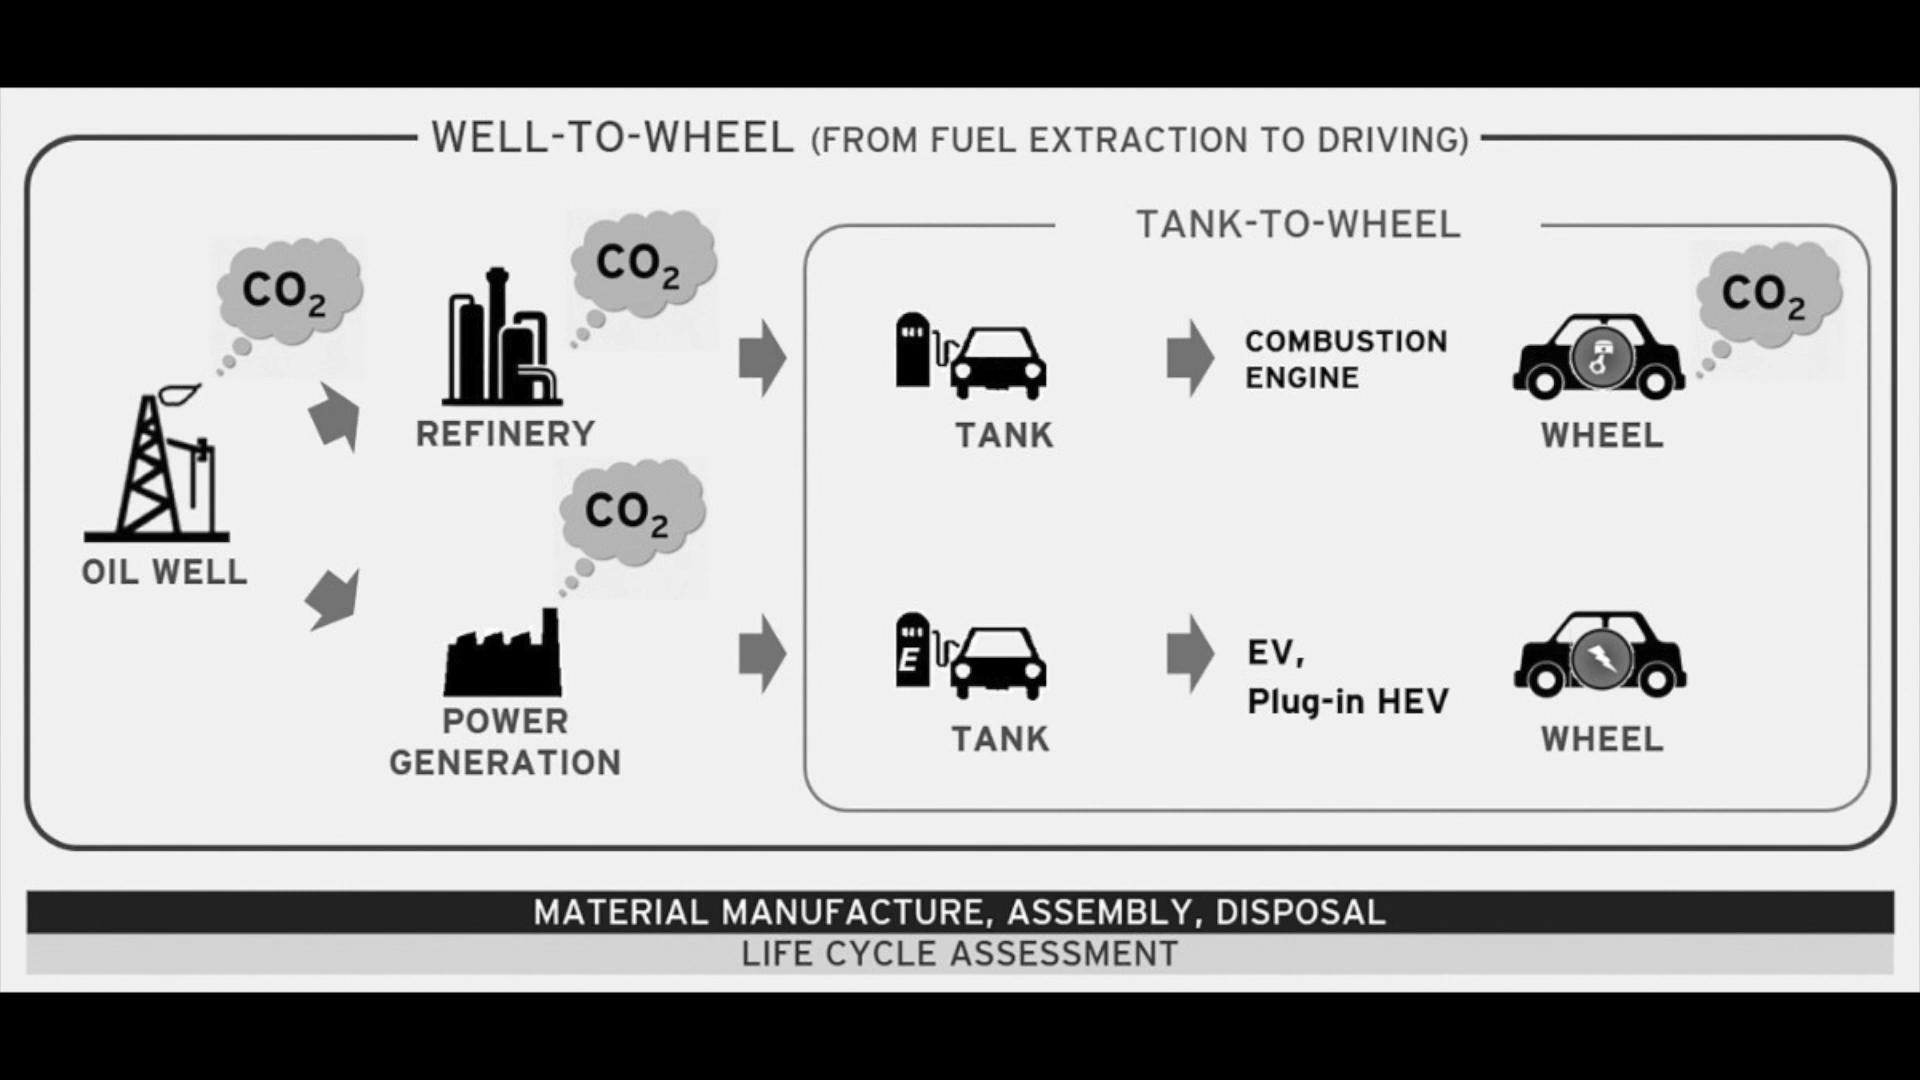 WELL-TO-WHEEL (FROM FUEL EXTRACTION TO DRIVING)
TANK-TO-WHEEL
CO2
CO2
CO2
COMBUSTION
ENGINE
REFINERY
TANK
WHEEL
CO2
OIL WELL
E
EV,
Plug-in HEV
POWER
GENERATION
TANK
WHEEL
MATERIAL MANUFACTURE, ASSEMBLY, DISPOSAL
LIFE CYCLE ASSESSMENT